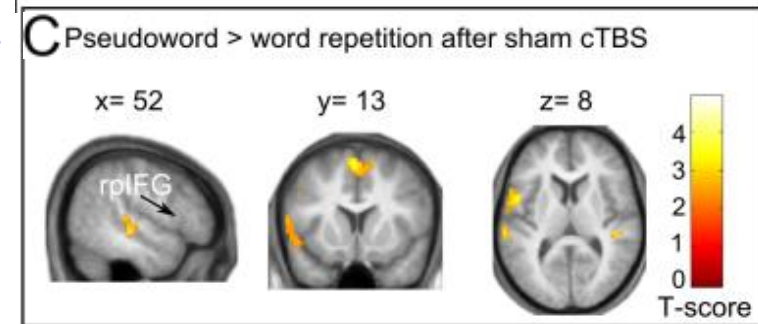 C Pseudoword > word repetition after sham cTBS
x= 52
y= 13
z= 8
rpIFG
4
3
2
1
0
T-score